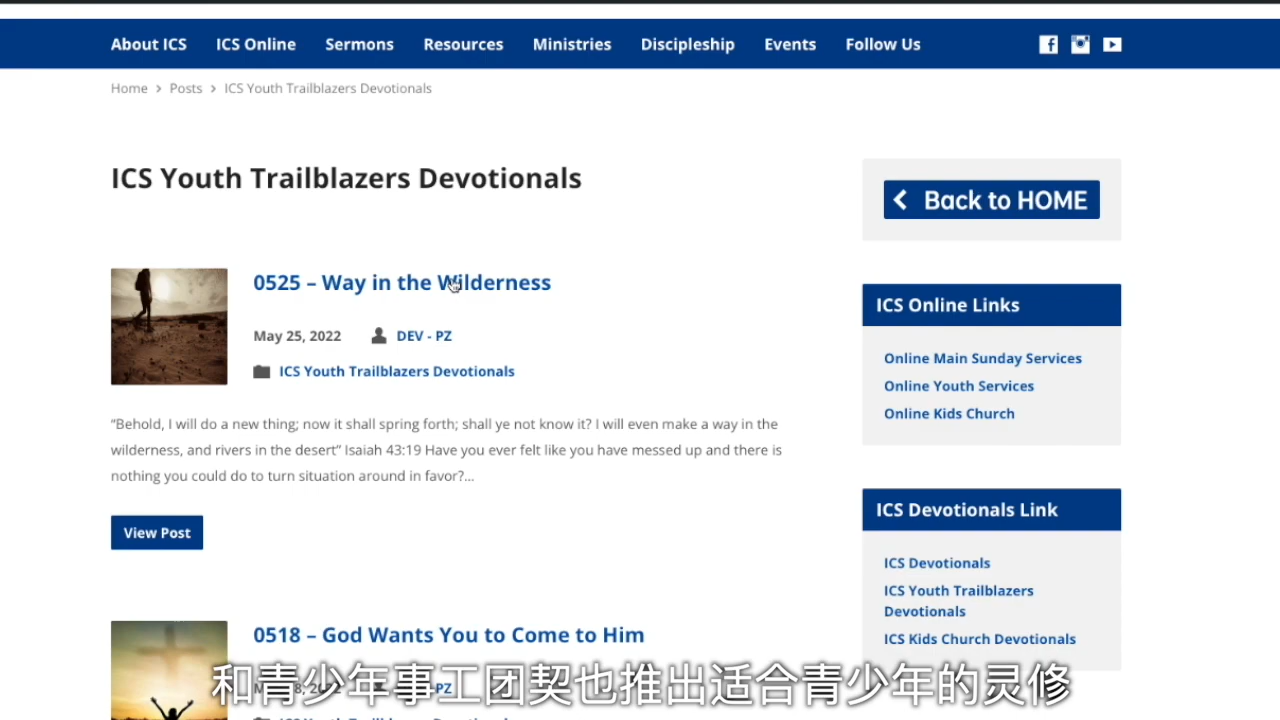 About ICS ICS Online Sermons Resources Ministries Discipleship Events Follow Us
Home > Posts > ICS Youth Trailblazers Devotionals
ICS Youth Trailblazers Devotionals
0525 – Way in the Wilderness
May 25, 2022 DEV - PZ
ICS Youth Trailblazers Devotionals
“Behold, I will do a new thing; now it shall spring forth; shall ye not know it? I will even make a way in the
wilderness, and rivers in the desert” Isaiah 43:19 Have you ever felt like you have messed up and there is
nothing you could do to turn situation around in favor?...
View Post
0518 – God Wants You to Come to Him
Back to HOME
ICS Online Links
Online Main Sunday Services
Online Youth Services
Online Kids Church
ICS Devotionals Link
ICS Devotionals
ICS Youth Trailblazers
Devotionals
ICS Kids Church Devotionals
和青少年事工团契也推出适合青少年的灵修